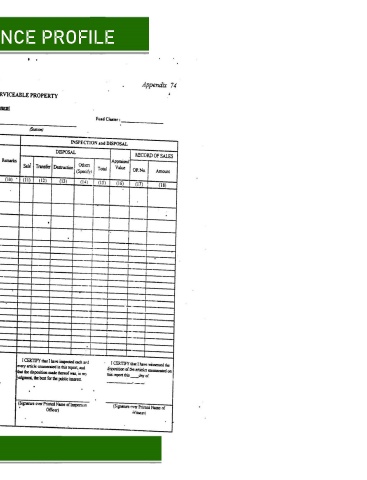 NCE PROFILE
Appendix 74
RVICEABLE PROPERTY
Fund Cluster :
(Station)
INSPECTION and DISPOSAL
DISPOSAL
RECORD OF SALES
Remarks
Sale
Transfer
Destruction
Others (Specify)
Total
Appraised Value
OR No.
Amount
(10) (11) (12) (13) (14) (15) (16) (17) (18)
I CERTIFY that I have inspected each and
every article enumerated in this report, and
that the disposition made thereof was, in my
judgment, the best for the public interest.
I CERTIFY that I have witnessed the
disposition of the articles enumerated on
this report this ____ day of
(Signature over Printed Name of Inspection
Officer)
(Signature over Printed Name of
Witness)